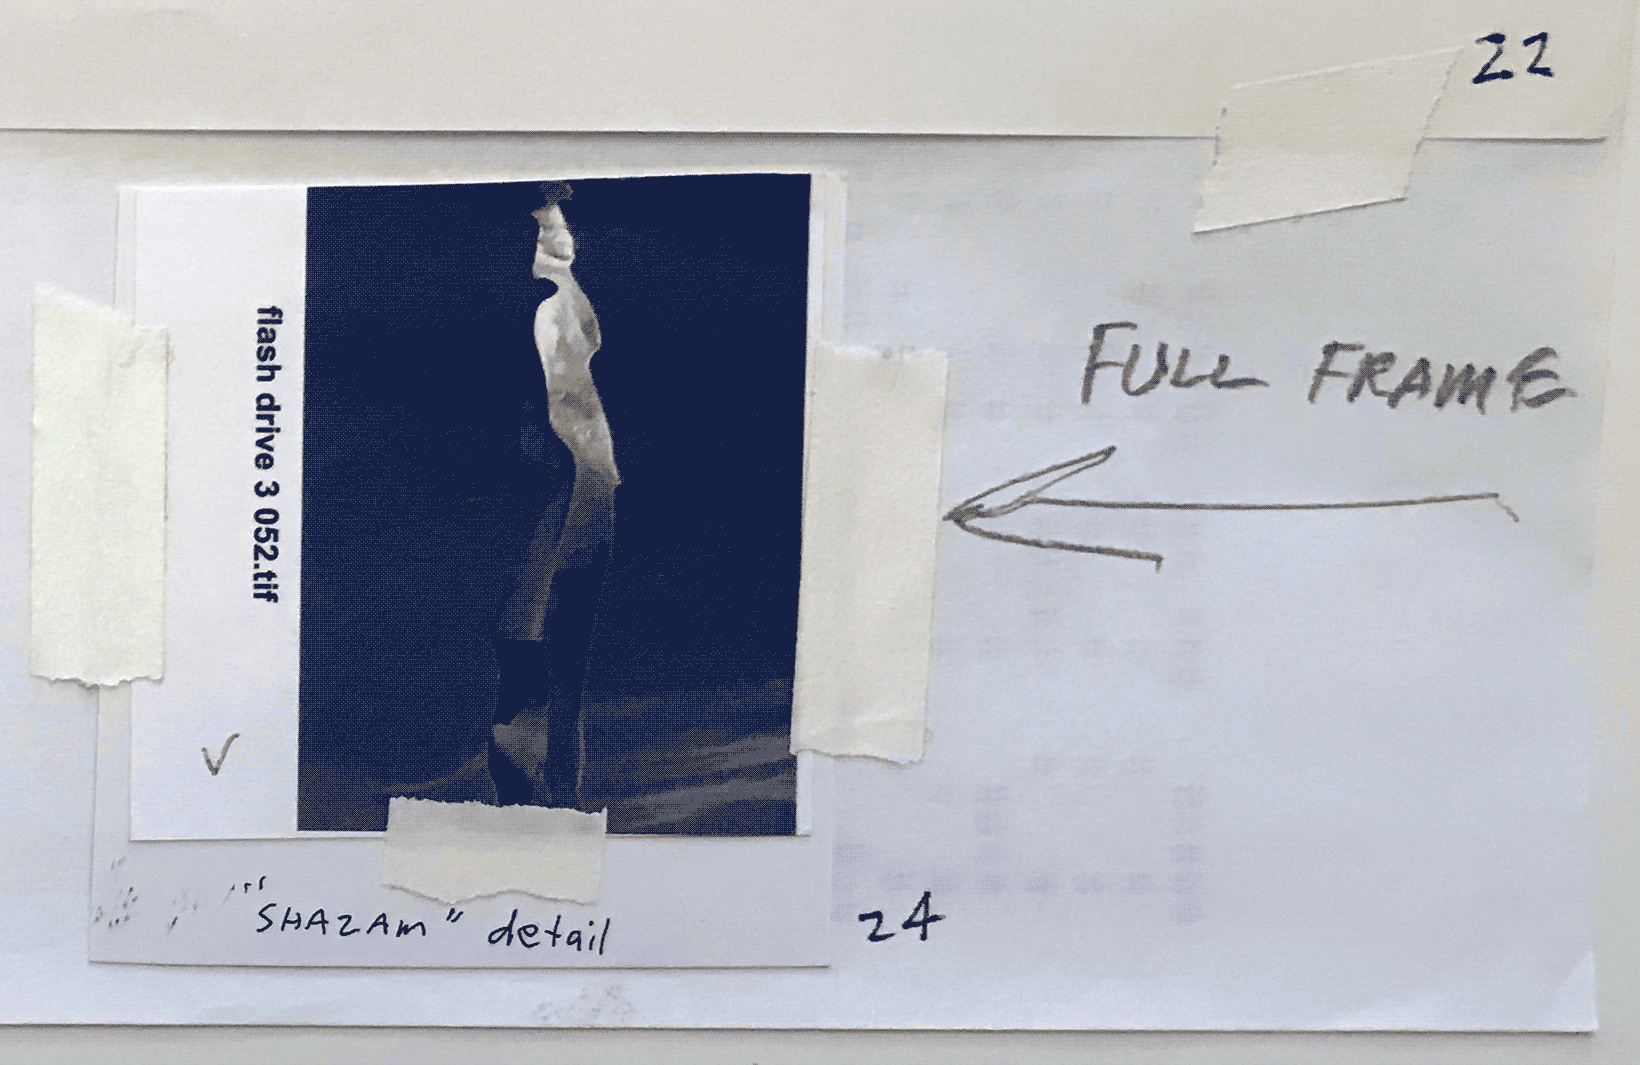 22
FULL FRAME
flash drive 3 052.tif
"SHAZAM" detail
24